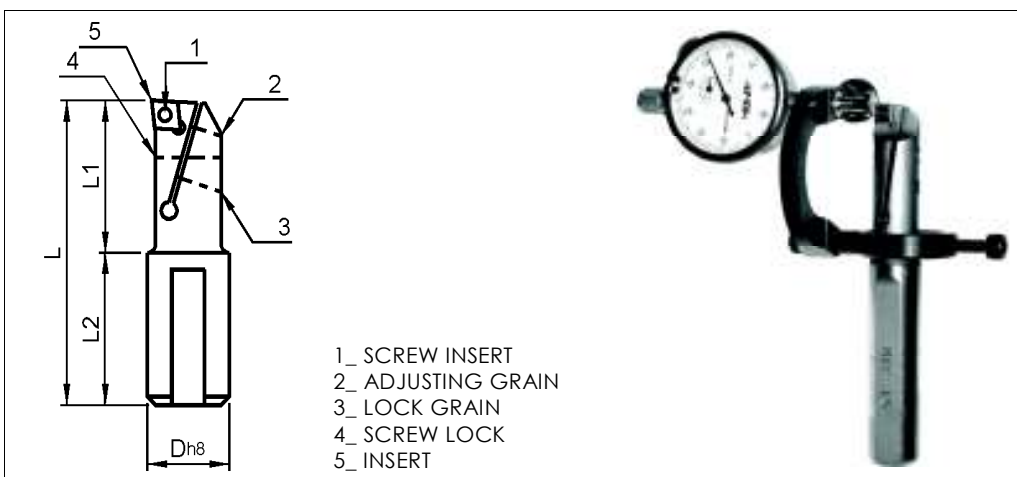 5
1
4
2
3
L1
L
L2
Dh8
1_ SCREW INSERT
2_ ADJUSTING GRAIN
3_ LOCK GRAIN
4_ SCREW LOCK
5_ INSERT